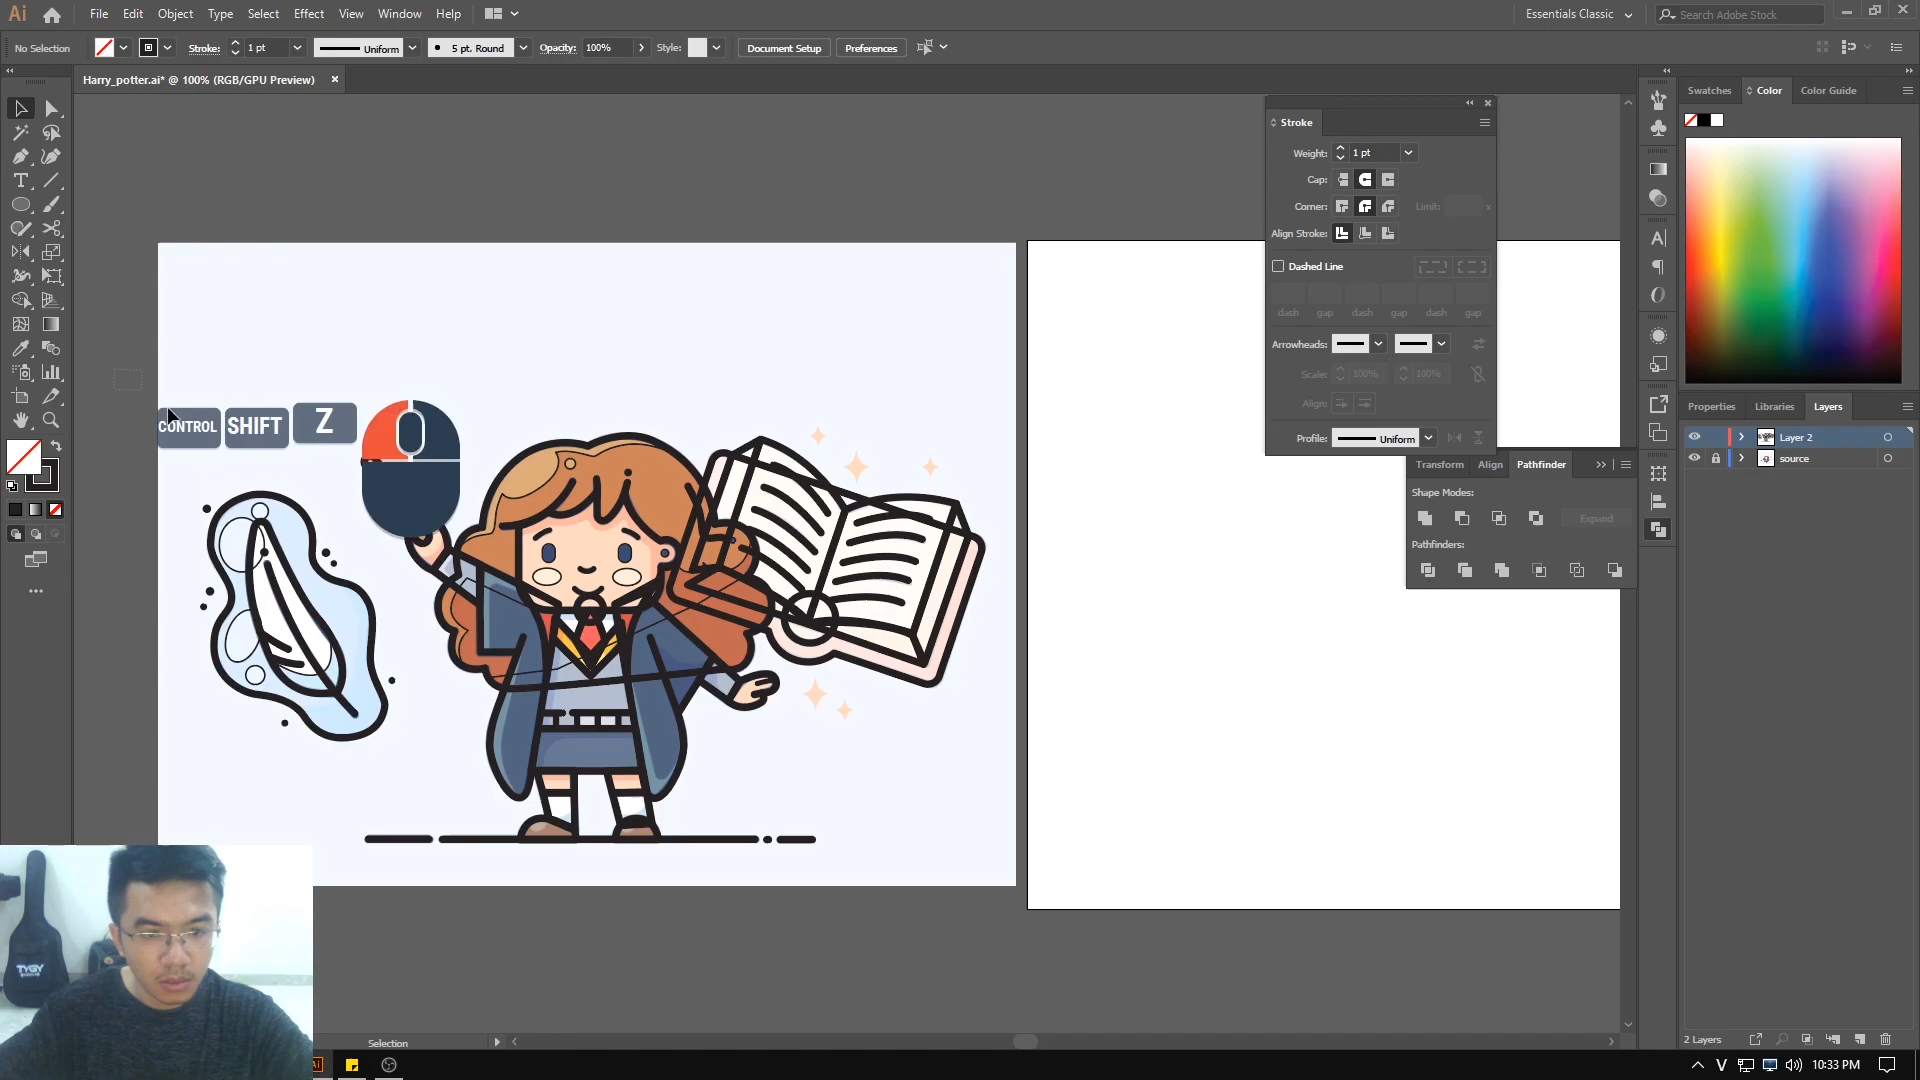 Ai File Edit Object Type Select Effect View Window Help Essentials Classic Search Adobe Stock
No Selection Stroke: 1 pt Uniform 5 pt. Round Opacity: 100% Style: Document Setup Preferences
Harry_potter.ai* @ 100% (RGB/GPU Preview)
Swatches Color Color Guide
Stroke
Weight: 1 pt
Cap:
Corner: Limit: x
Align Stroke:
Dashed Line
dash gap dash gap dash gap
Arrowheads:
Scale: 100% 100%
Align:
Profile: Uniform
Transform Align Pathfinder
Shape Modes:
Expand
Pathfinders:
Properties Libraries Layers
Layer 2
source
CONTROL SHIFT Z
TYGY
2 Layers
Selection
Ai
V 10:33 PM